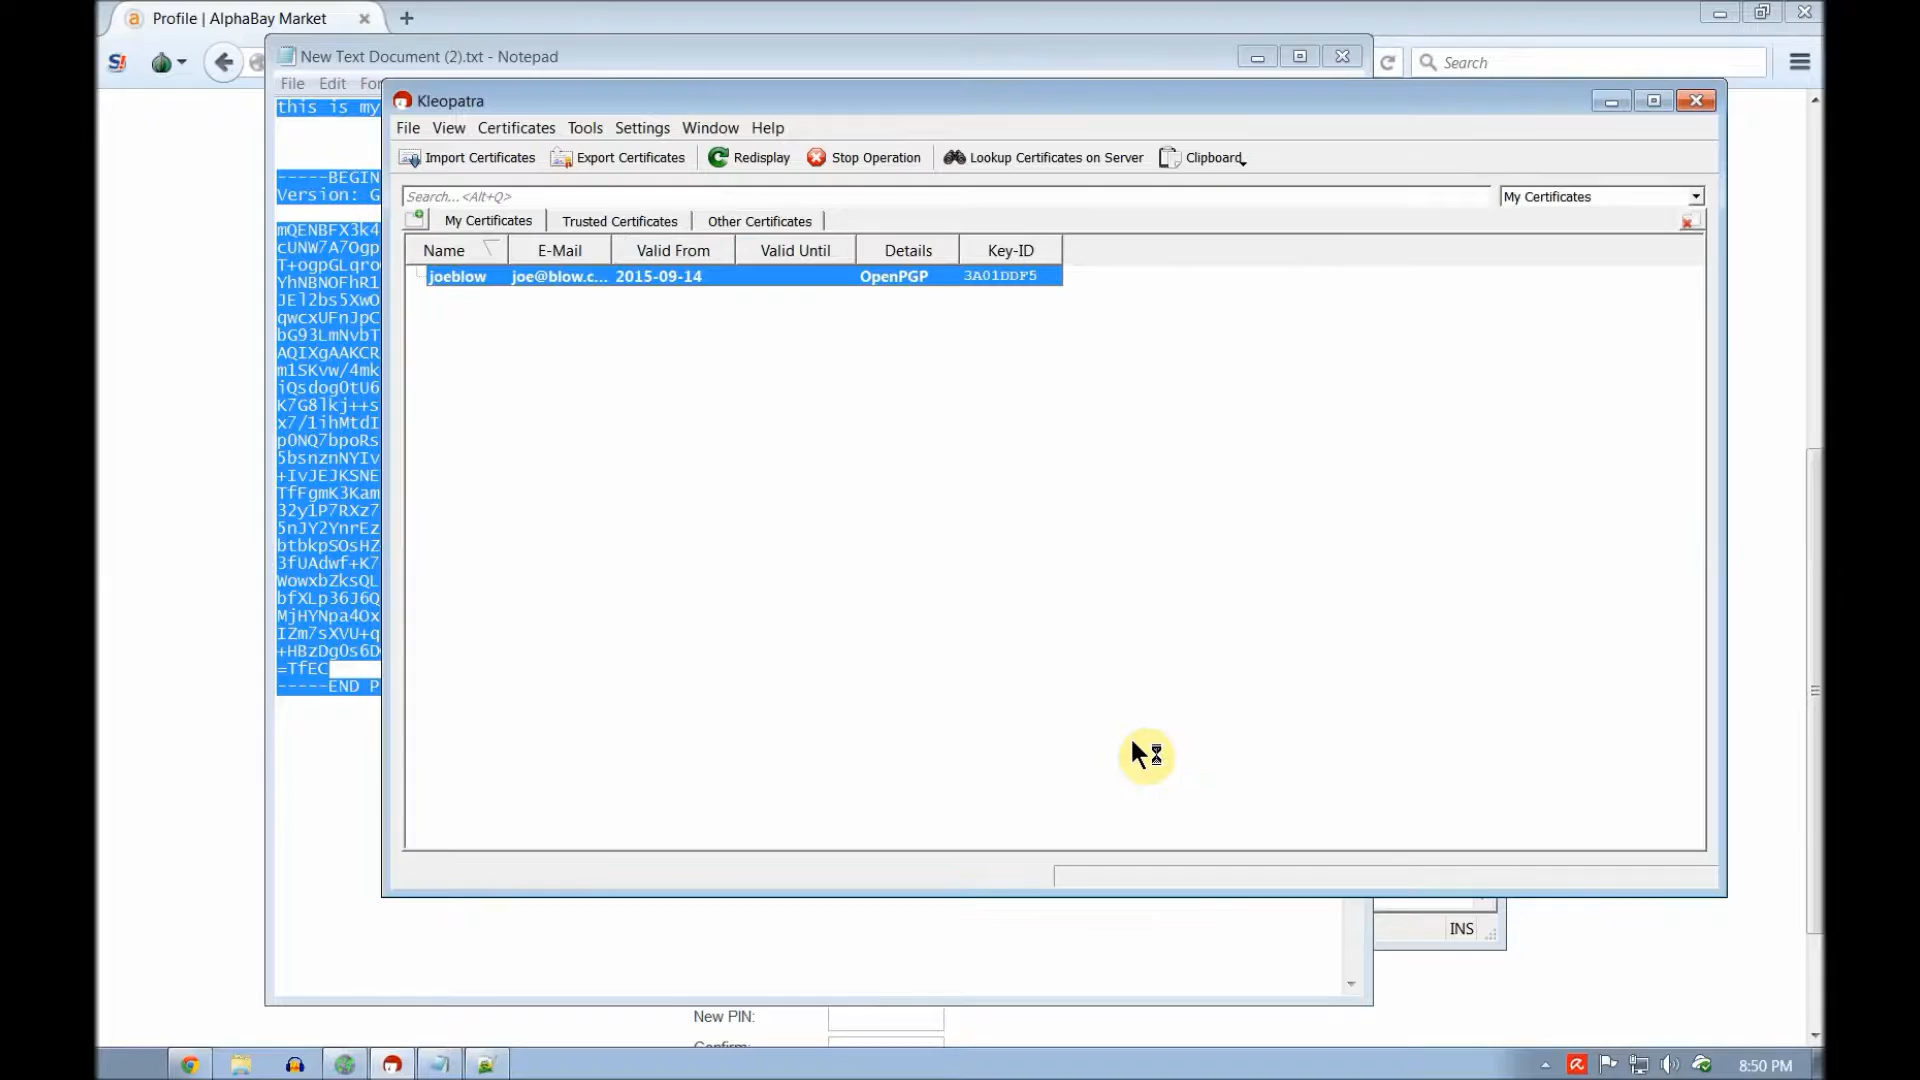 Profile | AlphaBay Market
New Text Document (2).txt - Notepad
Search
File Edit For
this is my
-----BEGIN
Version: G
mQENBFX3k4
cUNW7A7Ogp
T+ogpGLqro
YhNBNOFhR1
JEl2bs5XwO
qwcxUFnJpC
bG93LmNvbT
AQIXgAAKCR
m1SKvw/4mk
iQsdogOtU6
K7G8lkj++s
x7/1ihMtdI
pONQ7bpoRs
5bsnznNYIv
+IvJEJKSNE
TfFgmK3Kam
32y1P7RXz7
5nJY2YnrEz
btbkpSOsHZ
3fUAdwf+K7
WowxbZksQL
bfXLp36J6Q
MjHYNpa4Ox
IZm7sXVU+q
+HBzDgOs6D
=TfEC
-----END P
Kleopatra
File View Certificates Tools Settings Window Help
Import Certificates Export Certificates Redisplay Stop Operation Lookup Certificates on Server Clipboard
Search... <Alt+Q> My Certificates
My Certificates Trusted Certificates Other Certificates
Name E-Mail Valid From Valid Until Details Key-ID
joeblow joe@blow.c... 2015-09-14 OpenPGP 3A01DDF5
INS
New PIN:
Confirm:
8:50 PM